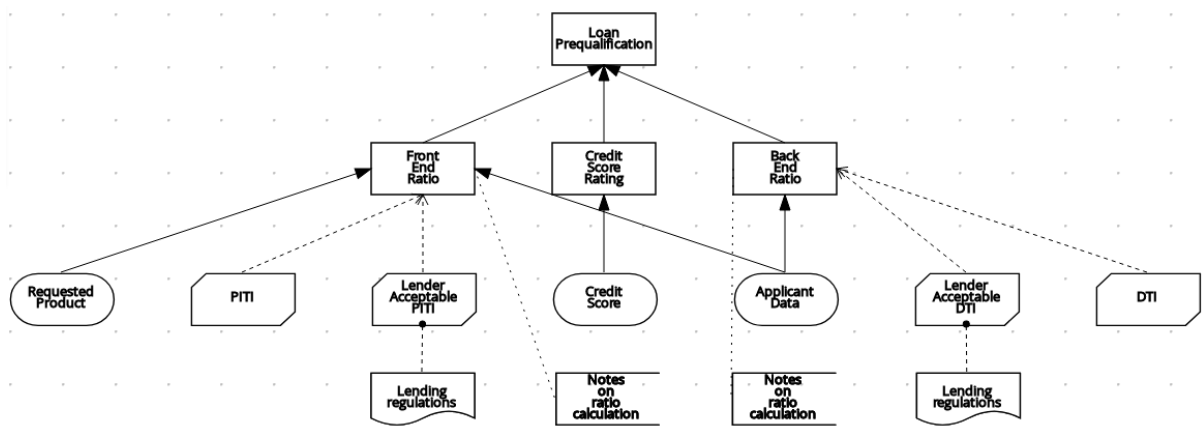 Loan
Prequalification
Front
End
Ratio
Credit
Score
Rating
Back
End
Ratio
Requested
Product
PITI
Lender
Acceptable
PITI
Credit
Score
Applicant
Data
Lender
Acceptable
DTI
DTI
Lending
regulations
Notes
on
ratio
calculation
Notes
on
ratio
calculation
Lending
regulations